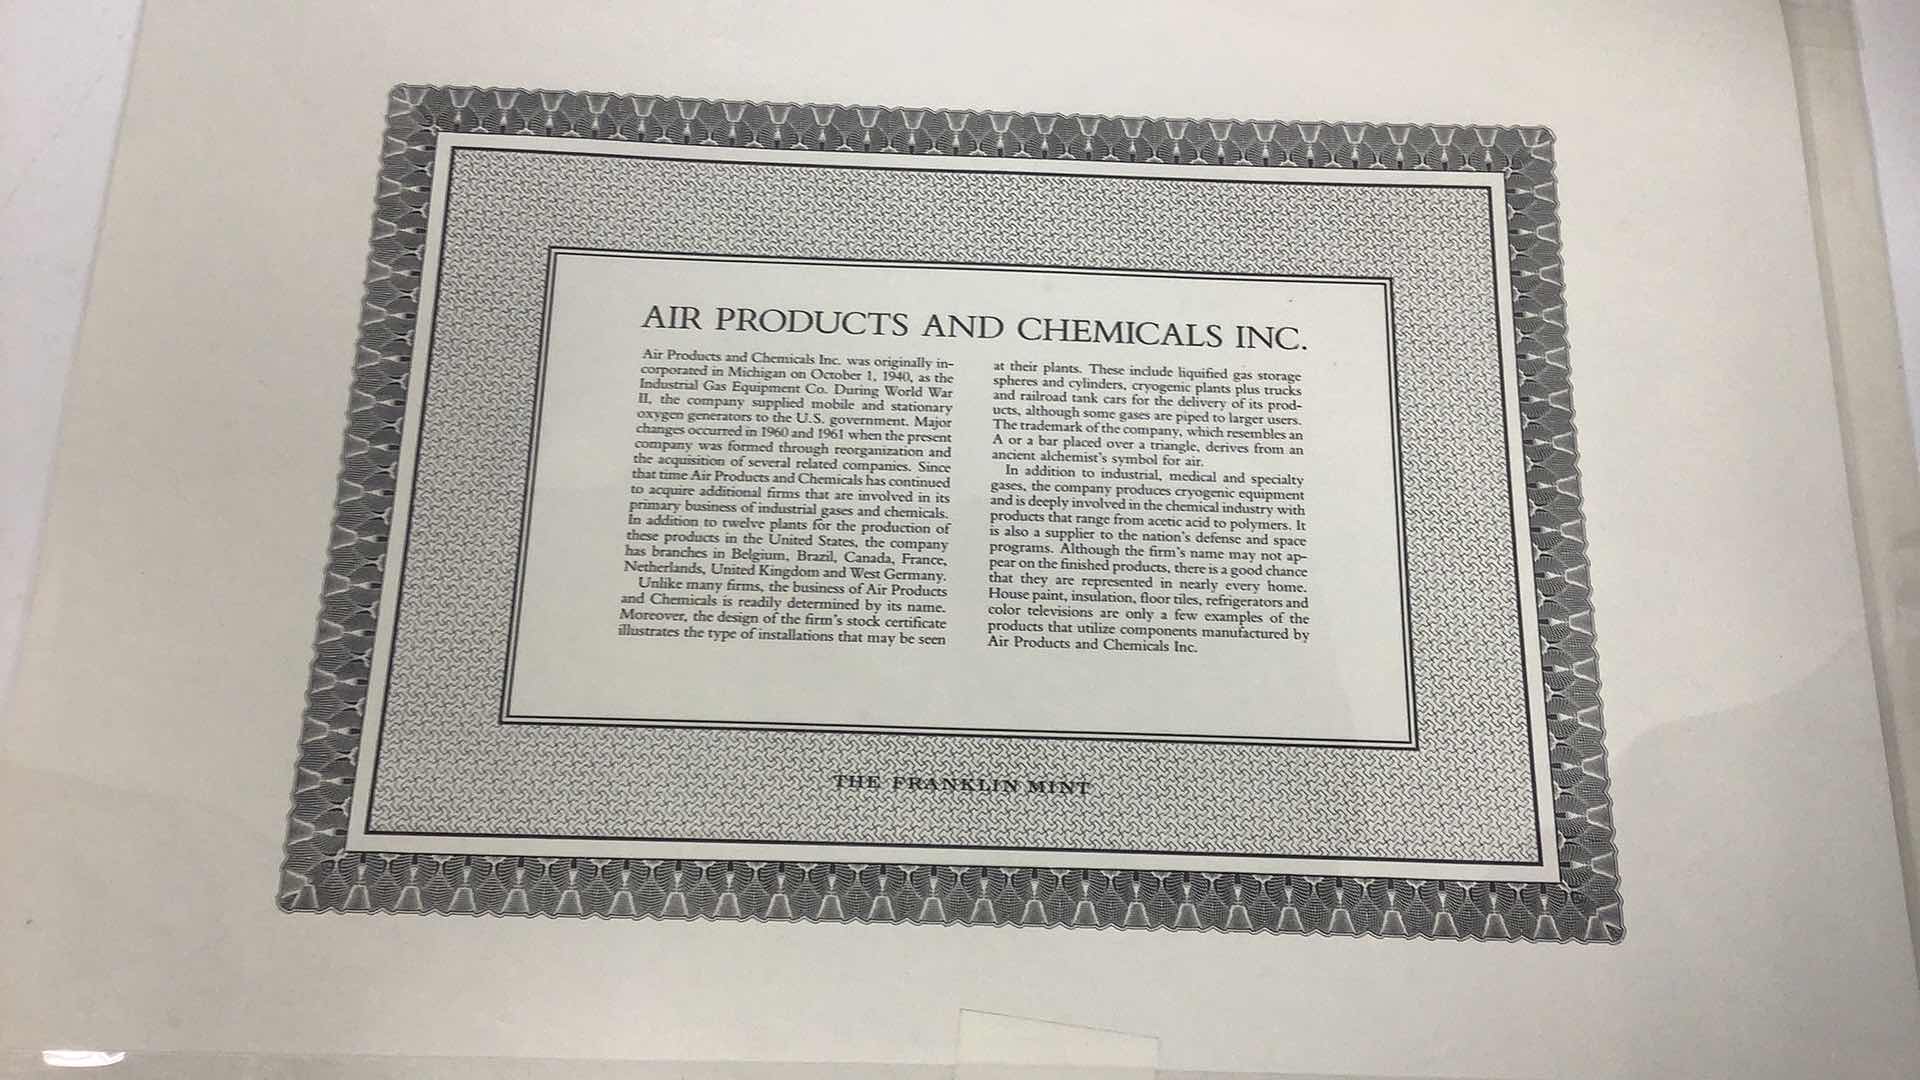 AIR PRODUCTS AND CHEMICALS INC.
Air Products and Chemicals Inc. was originally in-
corporated in Michigan on October 1, 1940, as the
Industrial Gas Equipment Co. During World War
II, the company supplied mobile and stationary
oxygen generators to the U.S. government. Major
changes occurred in 1960 and 1961 when the present
company was formed through reorganization and
the acquisition of several related companies. Since
that time Air Products and Chemicals has continued
to acquire additional firms that are involved in its
primary business of industrial gases and chemicals.
In addition to twelve plants for the production of
these products in the United States, the company
has branches in Belgium, Brazil, Canada, France,
Netherlands, United Kingdom and West Germany.
Unlike many firms, the business of Air Products
and Chemicals is readily determined by its name.
Moreover, the design of the firm's stock certificate
illustrates the type of installations that may be seen
at their plants. These include liquified gas storage
spheres and cylinders, cryogenic plants plus trucks
and railroad tank cars for the delivery of its prod-
ucts, although some gases are piped to larger users.
The trademark of the company, which resembles an
A or a bar placed over a triangle, derives from an
ancient alchemist's symbol for air.
In addition to industrial, medical and specialty
gases, the company produces cryogenic equipment
and is deeply involved in the chemical industry with
products that range from acetic acid to polymers. It
is also a supplier to the nation's defense and space
programs. Although the firm's name may not ap-
pear on the finished products, there is a good chance
that they are represented in nearly every home.
House paint, insulation, floor tiles, refrigerators and
color televisions are only a few examples of the
products that utilize components manufactured by
Air Products and Chemicals Inc.
THE FRANKLIN MINT